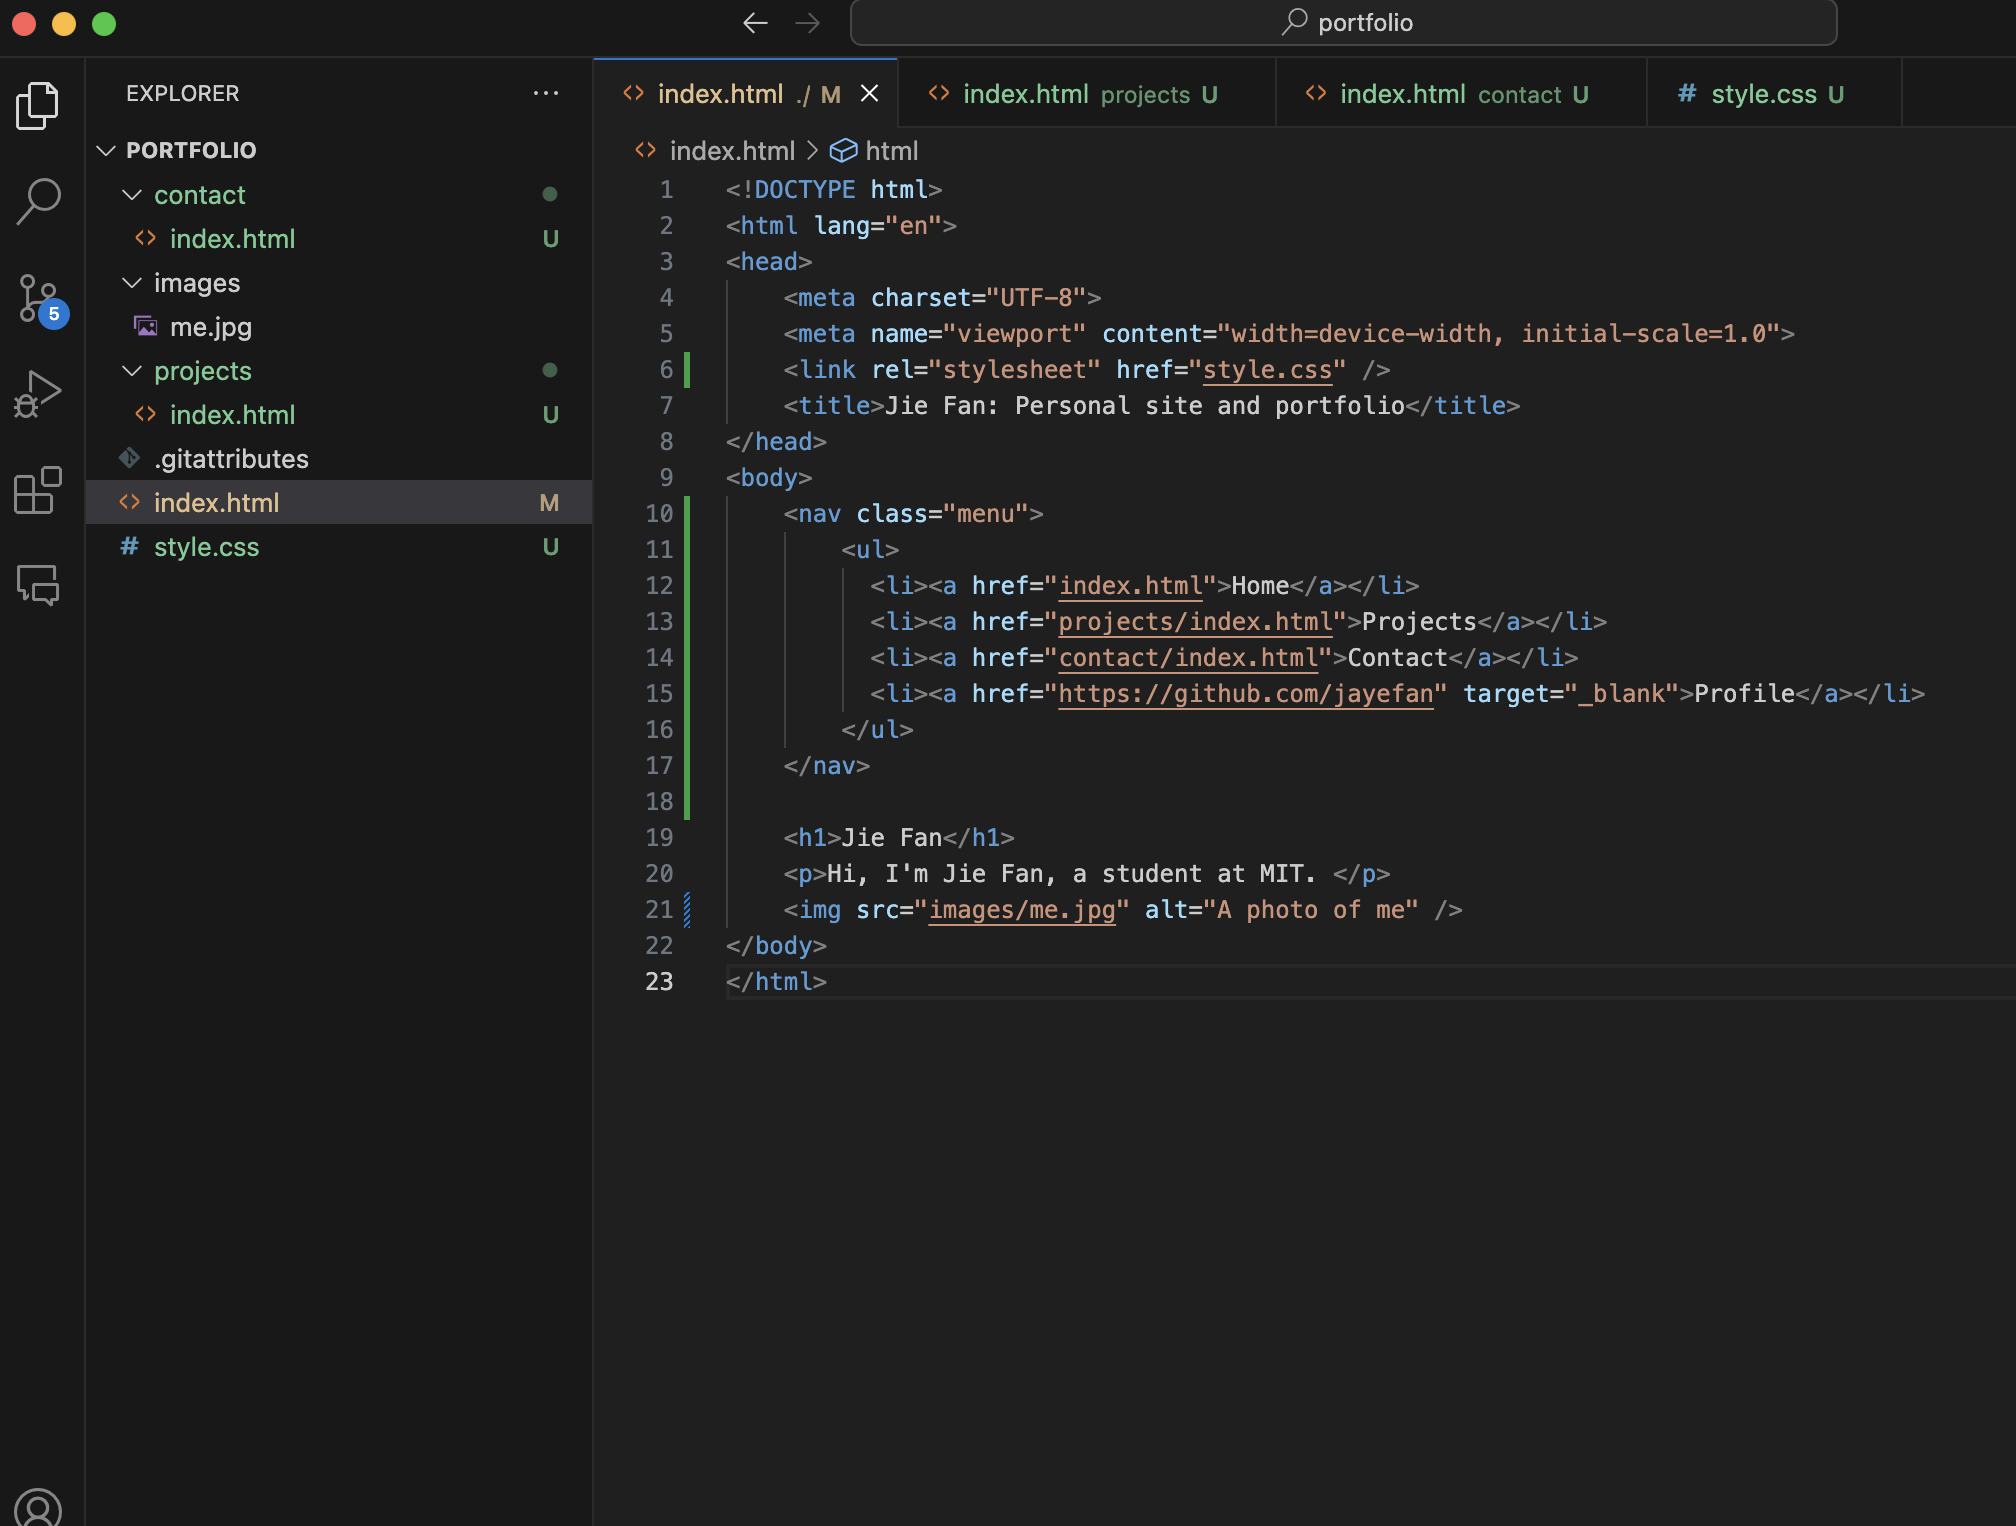 portfolio
EXPLORER
PORTFOLIO
contact
index.html U
images
me.jpg
projects
index.html U
.gitattributes
index.html M
style.css U
5
index.html ./ M
index.html projects U
index.html contact U
# style.css U
index.html > html
1 <!DOCTYPE html>
2 <html lang="en">
3 <head>
4 <meta charset="UTF-8">
5 <meta name="viewport" content="width=device-width, initial-scale=1.0">
6 <link rel="stylesheet" href="style.css" />
7 <title>Jie Fan: Personal site and portfolio</title>
8 </head>
9 <body>
10 <nav class="menu">
11 <ul>
12 <li><a href="index.html">Home</a></li>
13 <li><a href="projects/index.html">Projects</a></li>
14 <li><a href="contact/index.html">Contact</a></li>
15 <li><a href="https://github.com/jayefan" target="_blank">Profile</a></li>
16 </ul>
17 </nav>
18
19 <h1>Jie Fan</h1>
20 <p>Hi, I'm Jie Fan, a student at MIT. </p>
21 <img src="images/me.jpg" alt="A photo of me" />
22 </body>
23 </html>